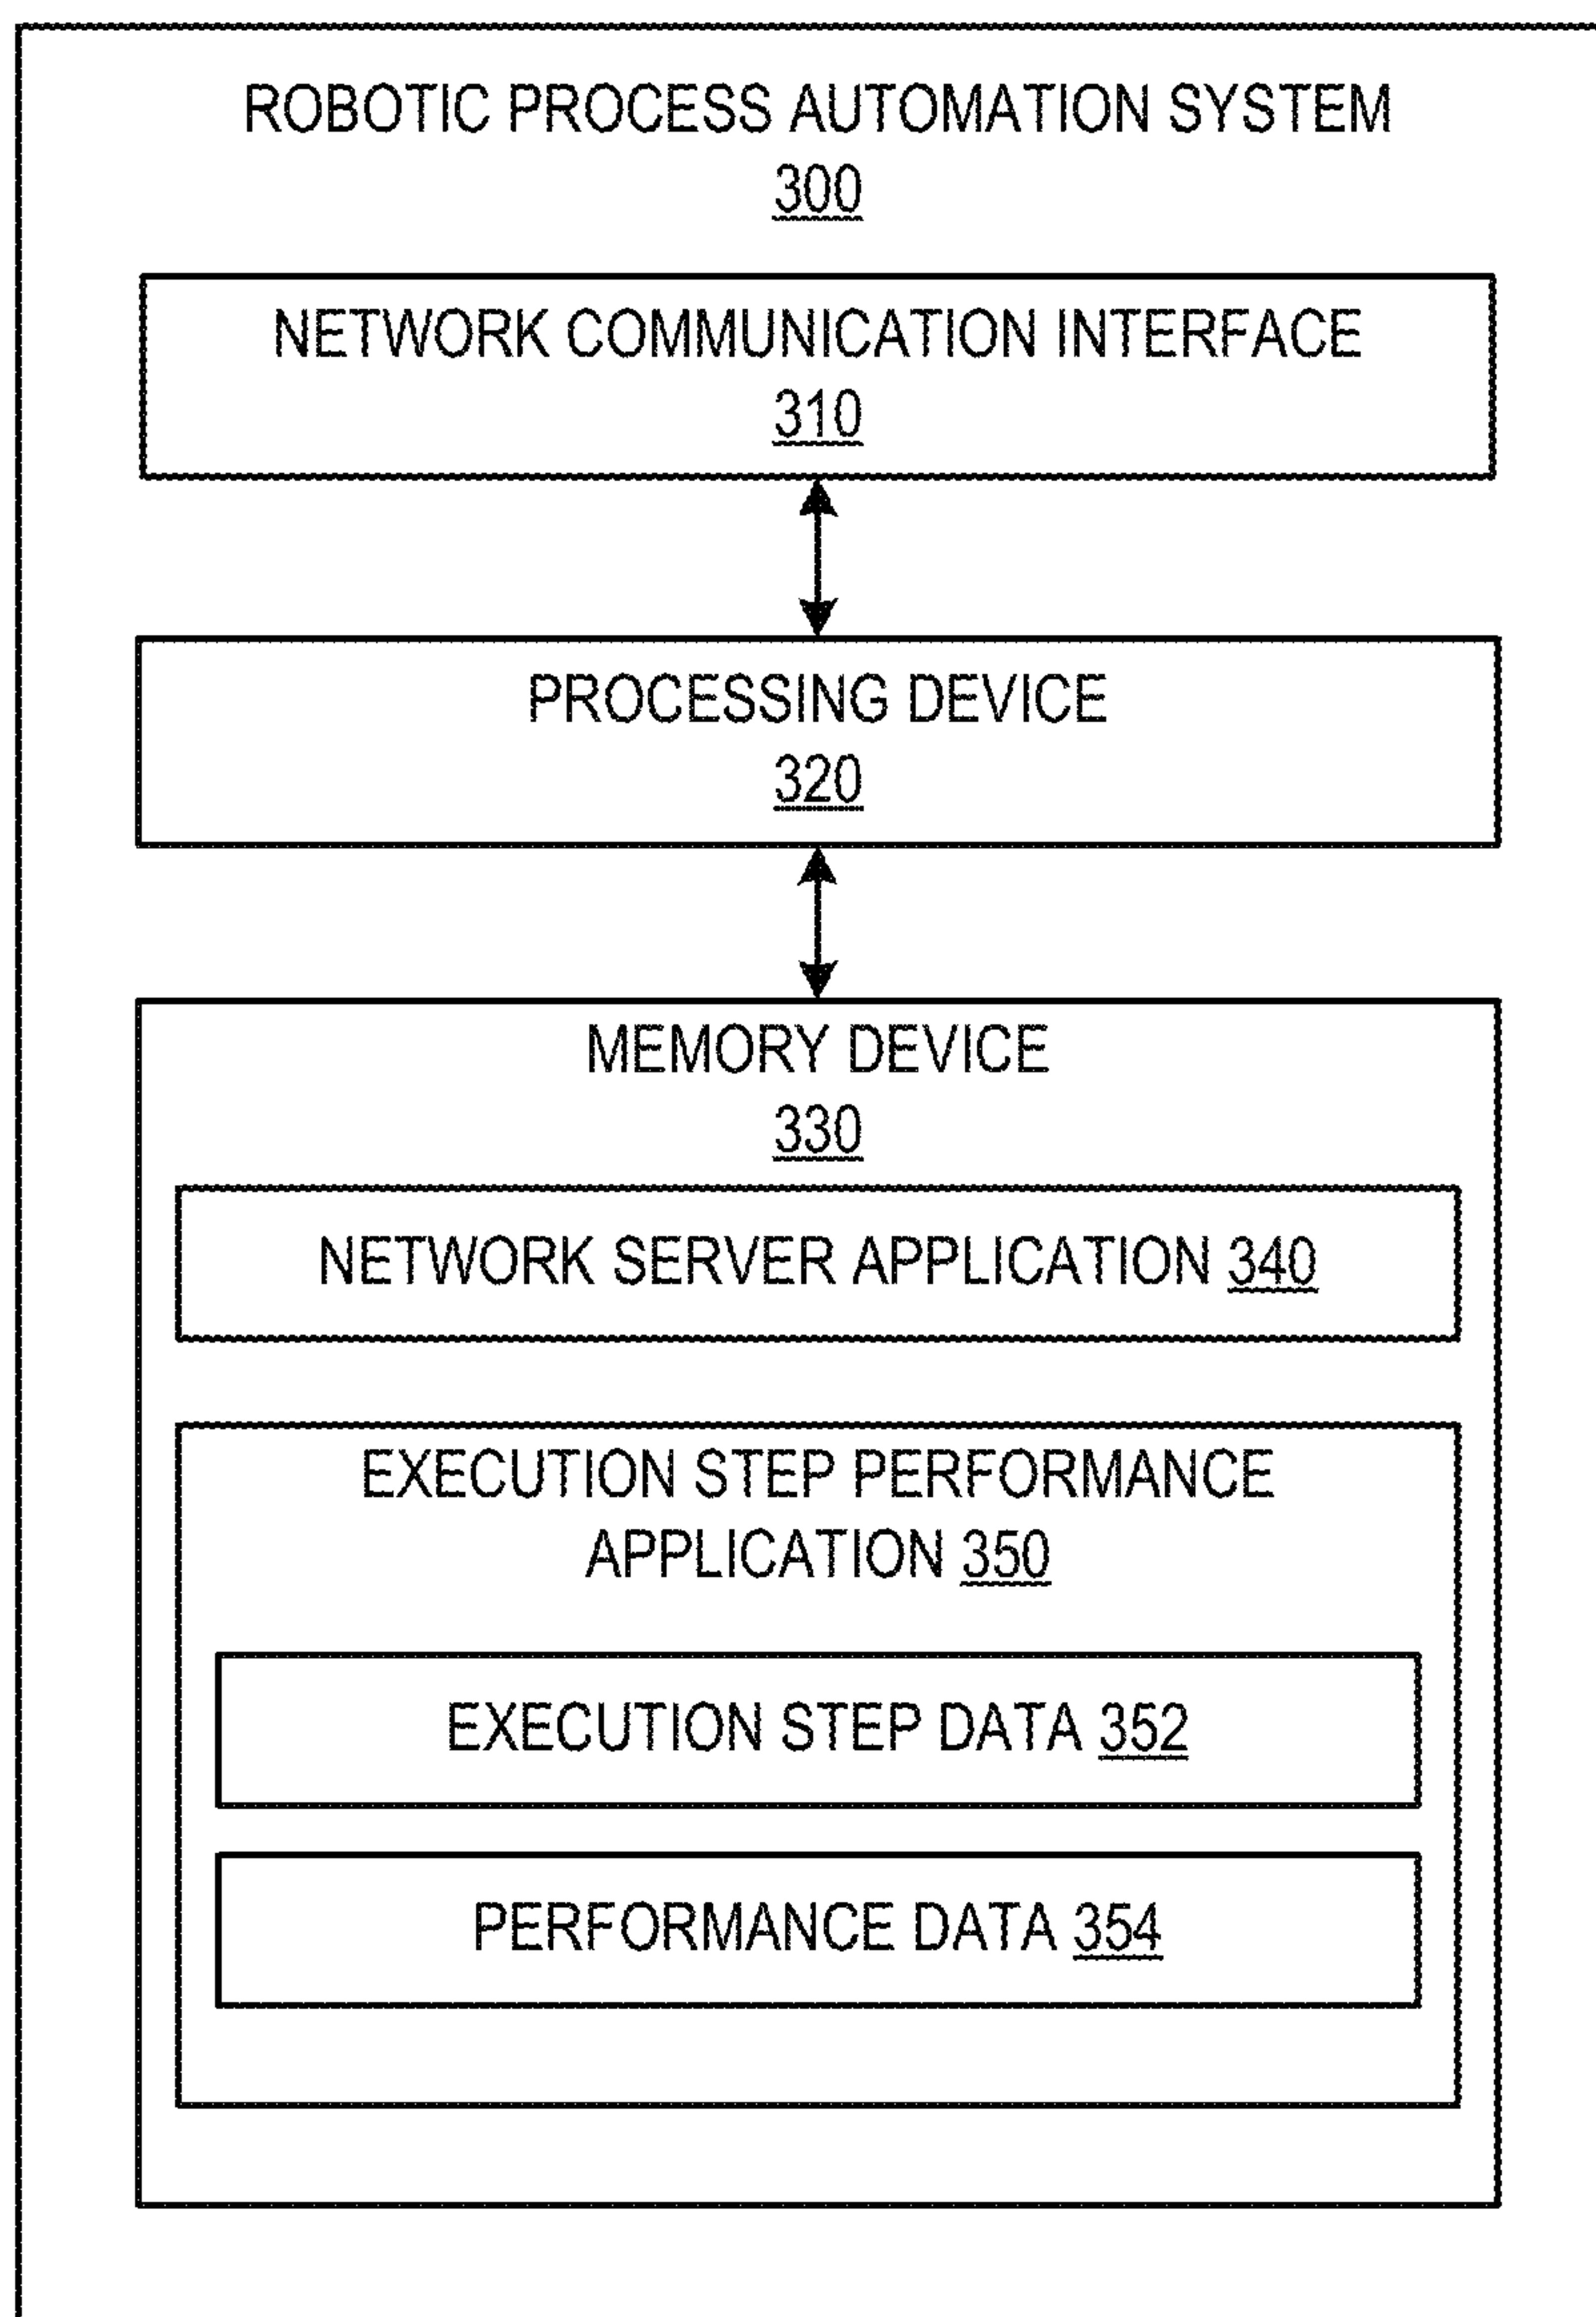 ROBOTIC PROCESS AUTOMATION SYSTEM
300
NETWORK COMMUNICATION INTERFACE
310
PROCESSING DEVICE
320
MEMORY DEVICE
330
NETWORK SERVER APPLICATION 340
EXECUTION STEP PERFORMANCE
APPLICATION 350
EXECUTION STEP DATA 352
PERFORMANCE DATA 354